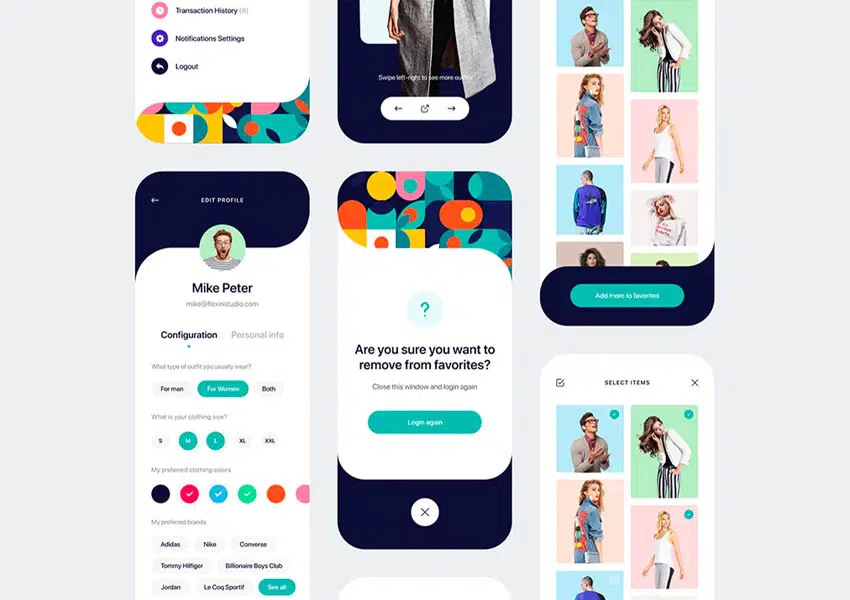 Transaction History (8)
Notifications Settings
Logout
Swipe left-right to see more outfits
EDIT PROFILE
Mike Peter
mike@flexinstudio.com
Configuration Personal info
What type of outfit you usually wear?
For man For Women Both
What is your clothing size?
S M L XL XXL
My preferred clothing colors
My preferred brands
Adidas Nike Converse
Tommy Hilfiger Billionaire Boys Club
Jordan Le Coq Sportif See all
?
Are you sure you want to
remove from favorites?
Close this window and login again
Login again
Add more to favorites
SELECT ITEMS